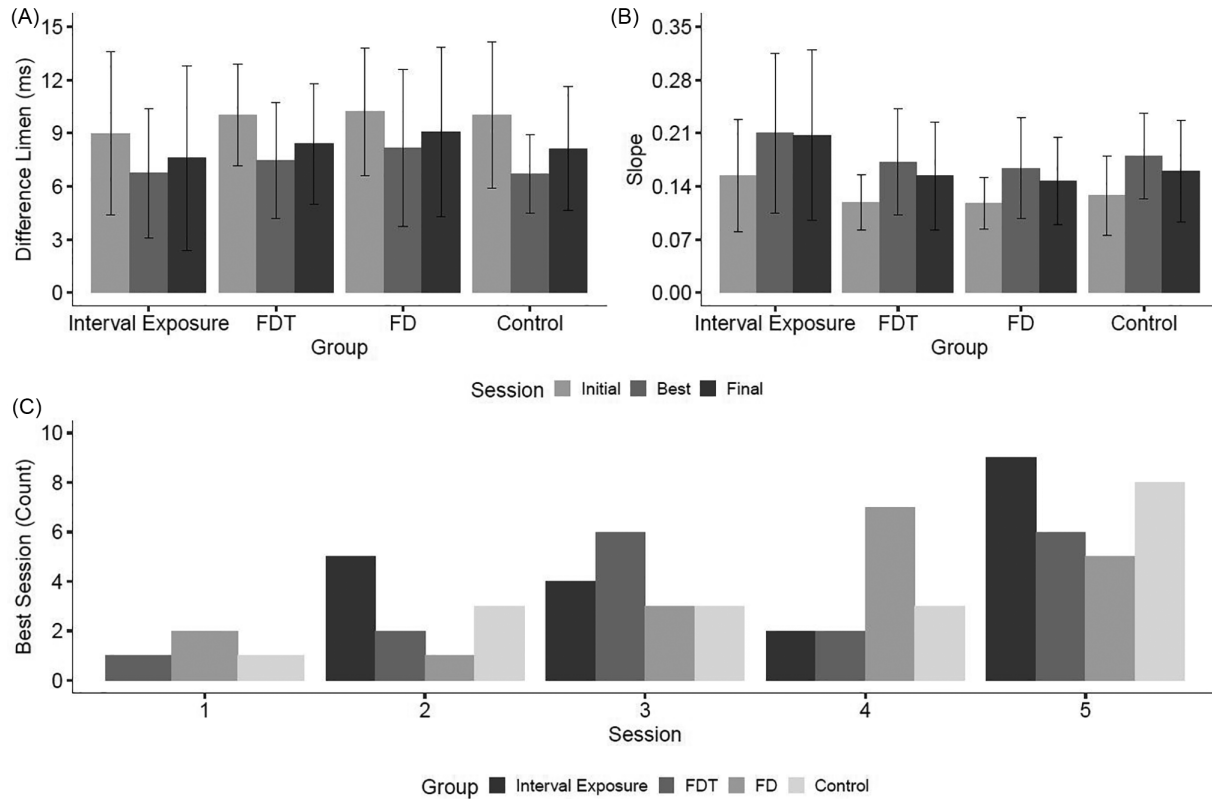 (A)
Difference Limen (ms)
15
12
9
6
3
0
Interval Exposure FDT FD Control
Group
(B)
Slope
0.35
0.28
0.21
0.14
0.07
0.00
Interval Exposure FDT FD Control
Group
Session Initial Best Final
(C)
Best Session (Count)
10
8
6
4
2
0
1 2 3 4 5
Session
Group Interval Exposure FDT FD Control